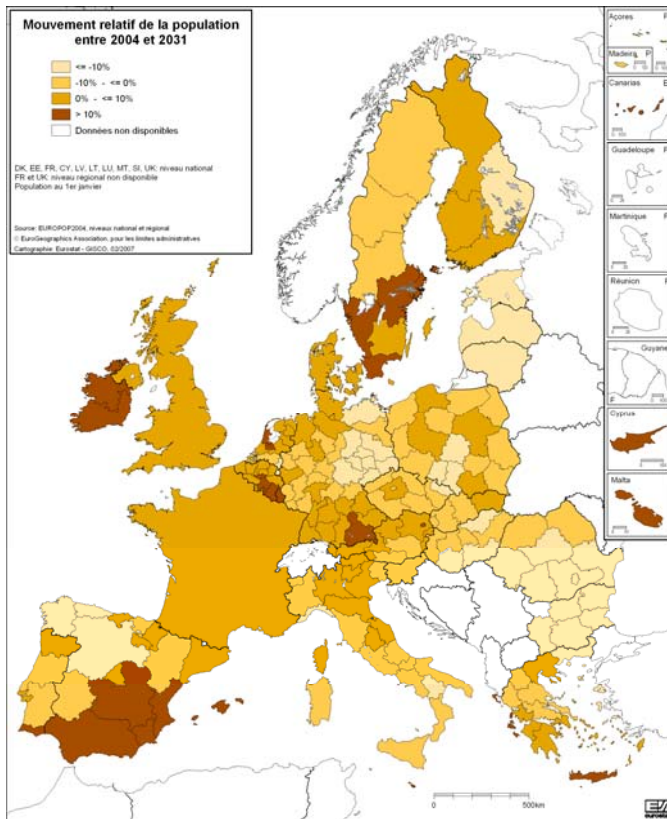 Mouvement relatif de la population
entre 2004 et 2031
<= -10%
-10% - <= 0%
0% - <= 10%
> 10%
Données non disponibles
DK, EE, FR, CY, LV, LT, LU, MT, SI, UK: niveau national
FR et UK: niveau régional non disponible
Population au 1er janvier
Source: EUROPOP2004, niveaux national et régional
© EuroGeographics Association, pour les limites administratives
Cartographie: Eurostat - GISCO, 02/2007
Açores P
Madeira P
Canarias E
Guadeloupe F
Martinique F
Réunion F
Guyane
F
Cyprus
Malta
0 500km
eurostat